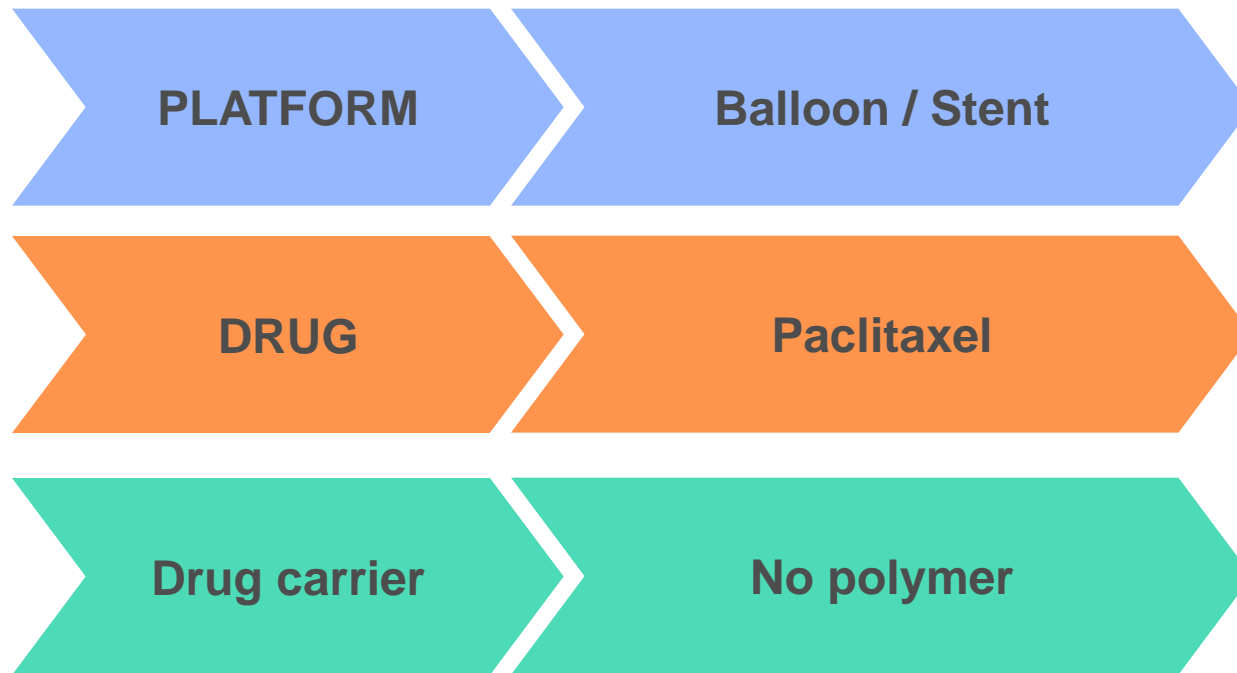 PLATFORM
Balloon / Stent
DRUG
Paclitaxel
Drug carrier
No polymer